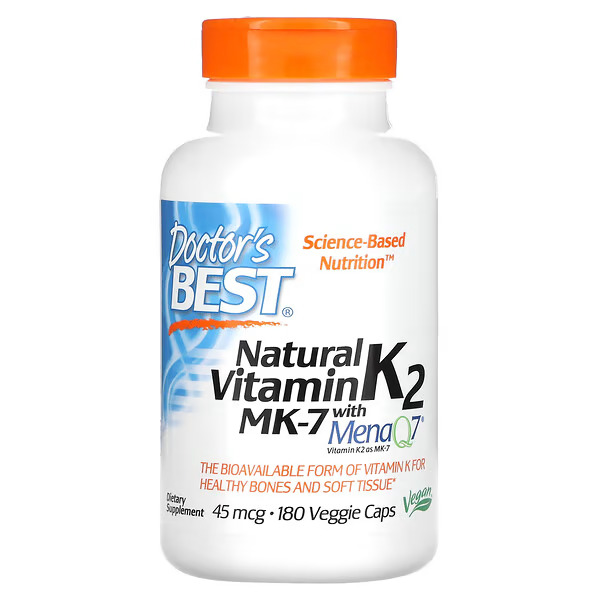 Doctor's
BEST®
Science-Based
Nutrition™
Natural
Vitamin K2
MK-7 with MenaQ7®
Vitamin K2 as MK-7
THE BIOAVAILABLE FORM OF VITAMIN K FOR
HEALTHY BONES AND SOFT TISSUE*
Dietary
Supplement
45 mcg • 180 Veggie Caps
Vegan